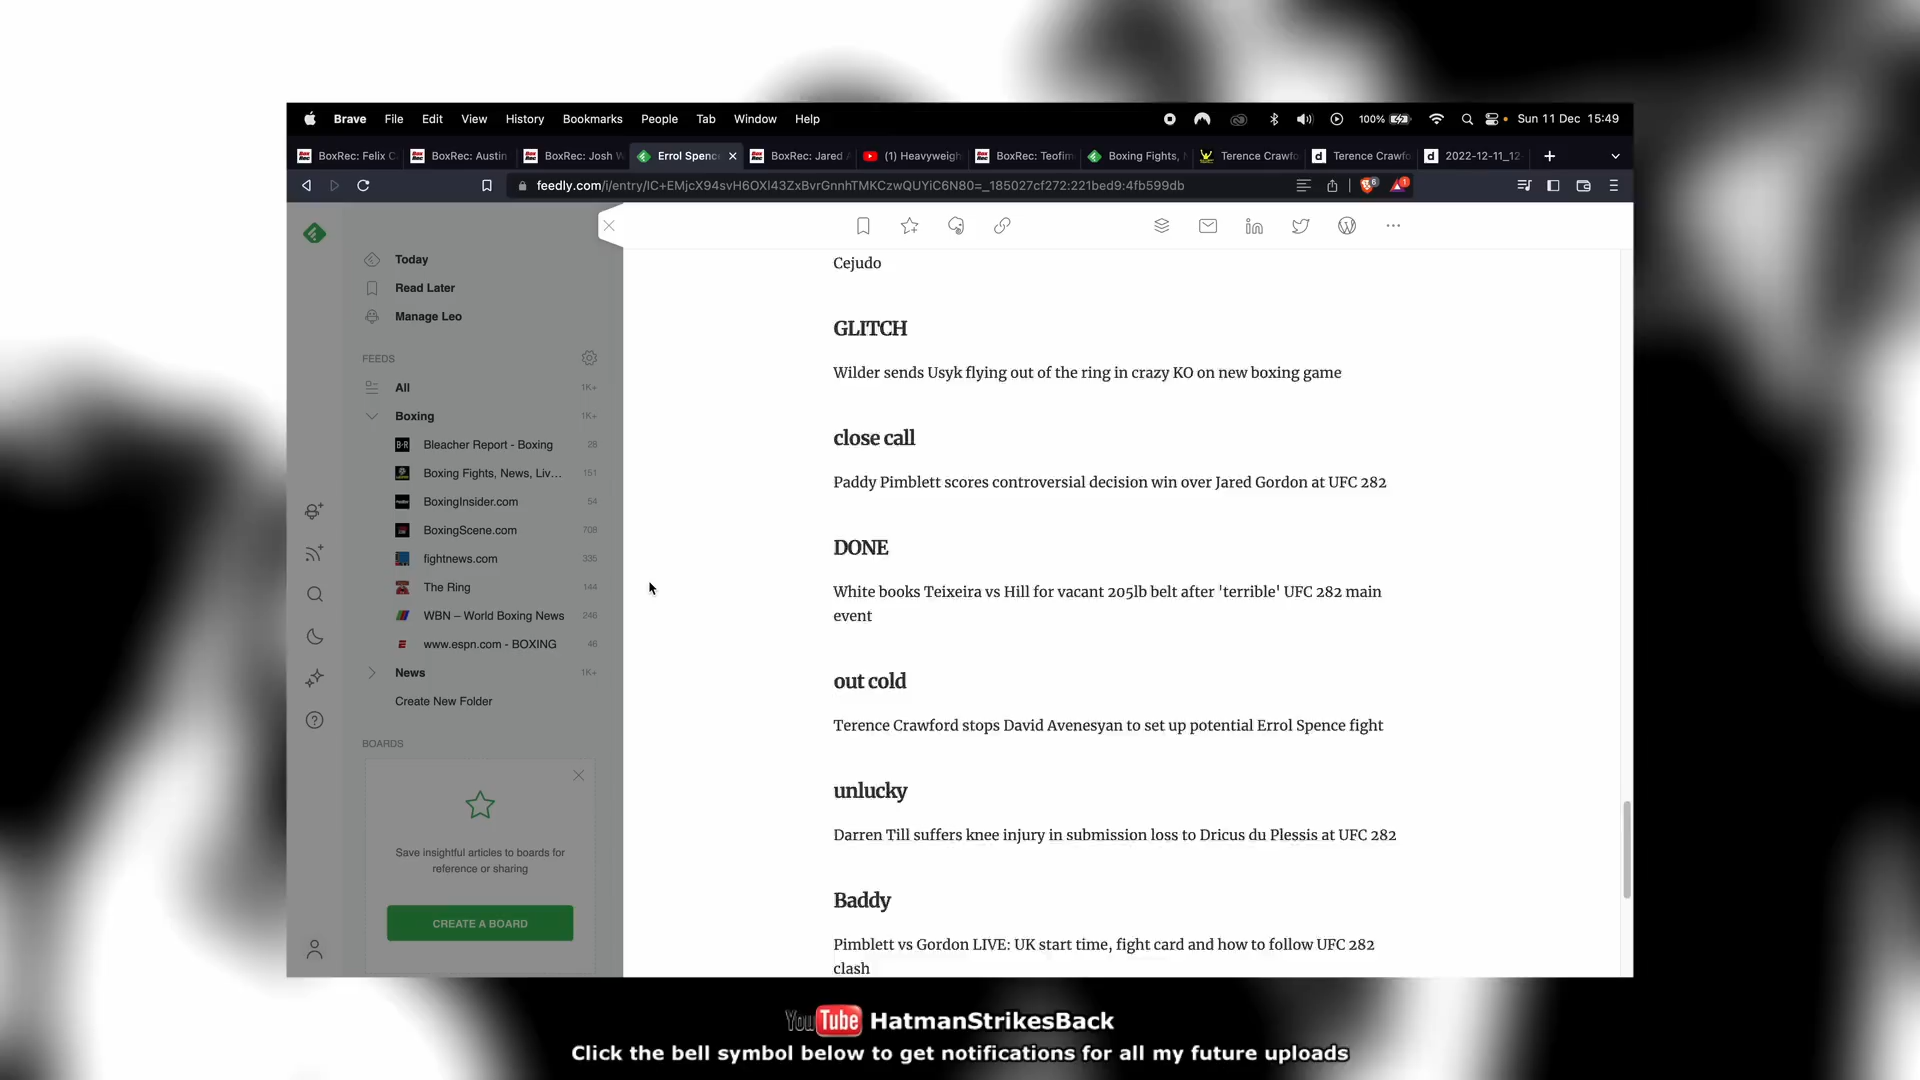 Brave File Edit View History Bookmarks People Tab Window Help 100% Sun 11 Dec 15:49
BoxRec: Felix C BoxRec: Austin BoxRec: Josh W Errol Spenc BoxRec: Jared (1) Heavyweigh BoxRec: Teofim Boxing Fights, Terence Crawfo Terence Crawfo 2022-12-11_12
feedly.com/i/entry/IC+EMjcX94svH6OXl43ZxBvrGnnhTMKCzwQUYiC6N80=_185027cf272:221bed9:4fb599db 6 1
Today
Read Later
Manage Leo
FEEDS
All 1K+
Boxing 1K+
Bleacher Report - Boxing 28
Boxing Fights, News, Liv... 151
BoxingInsider.com 54
BoxingScene.com 708
fightnews.com 335
The Ring 144
WBN – World Boxing News 246
www.espn.com - BOXING 46
News 1K+
Create New Folder
BOARDS
Save insightful articles to boards for
reference or sharing
CREATE A BOARD
Cejudo
GLITCH
Wilder sends Usyk flying out of the ring in crazy KO on new boxing game
close call
Paddy Pimblett scores controversial decision win over Jared Gordon at UFC 282
DONE
White books Teixeira vs Hill for vacant 205lb belt after 'terrible' UFC 282 main
event
out cold
Terence Crawford stops David Avenesyan to set up potential Errol Spence fight
unlucky
Darren Till suffers knee injury in submission loss to Dricus du Plessis at UFC 282
Baddy
Pimblett vs Gordon LIVE: UK start time, fight card and how to follow UFC 282
clash
YouTube HatmanStrikesBack
Click the bell symbol below to get notifications for all my future uploads